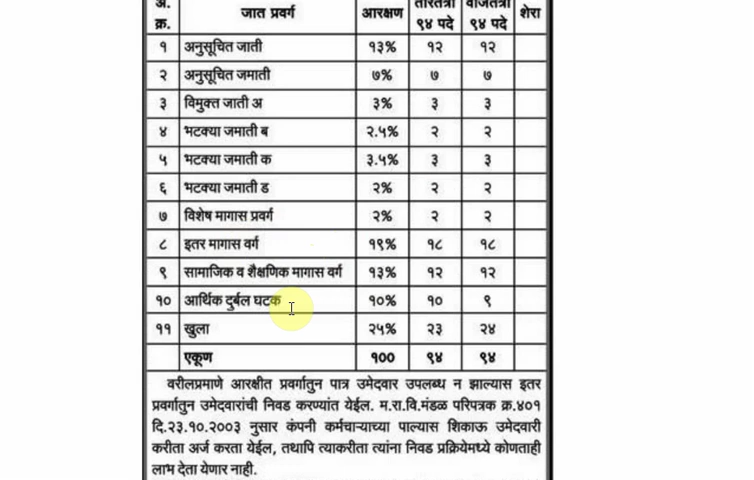 अ. क्र. जात प्रवर्ग आरक्षण तारतंत्री ९४ पदे वीजतंत्री ९४ पदे शेरा
१ अनुसूचित जाती १३% १२ १२
२ अनुसूचित जमाती ७% ७ ७
३ विमुक्त जाती अ ३% ३ ३
४ भटक्या जमाती ब २.५% २ २
५ भटक्या जमाती क ३.५% ३ ३
६ भटक्या जमाती ड २% २ २
७ विशेष मागास प्रवर्ग २% २ २
८ इतर मागास वर्ग १९% १८ १८
९ सामाजिक व शैक्षणिक मागास वर्ग १३% १२ १२
१० आर्थिक दुर्बल घटक १०% १० ९
११ खुला २५% २३ २४
एकूण १०० ९४ ९४
वरीलप्रमाणे आरक्षीत प्रवर्गातुन पात्र उमेदवार उपलब्ध न झाल्यास इतर
प्रवर्गातुन उमेदवारांची निवड करण्यांत येईल. म.रा.वि.मंडळ परिपत्रक क्र.४०१
दि.२३.१०.२००३ नुसार कंपनी कर्मचाऱ्याच्या पाल्यास शिकाऊ उमेदवारी
करीता अर्ज करता येईल, तथापि त्याकरीता त्यांना निवड प्रक्रियेमध्ये कोणताही
लाभ देता येणार नाही.